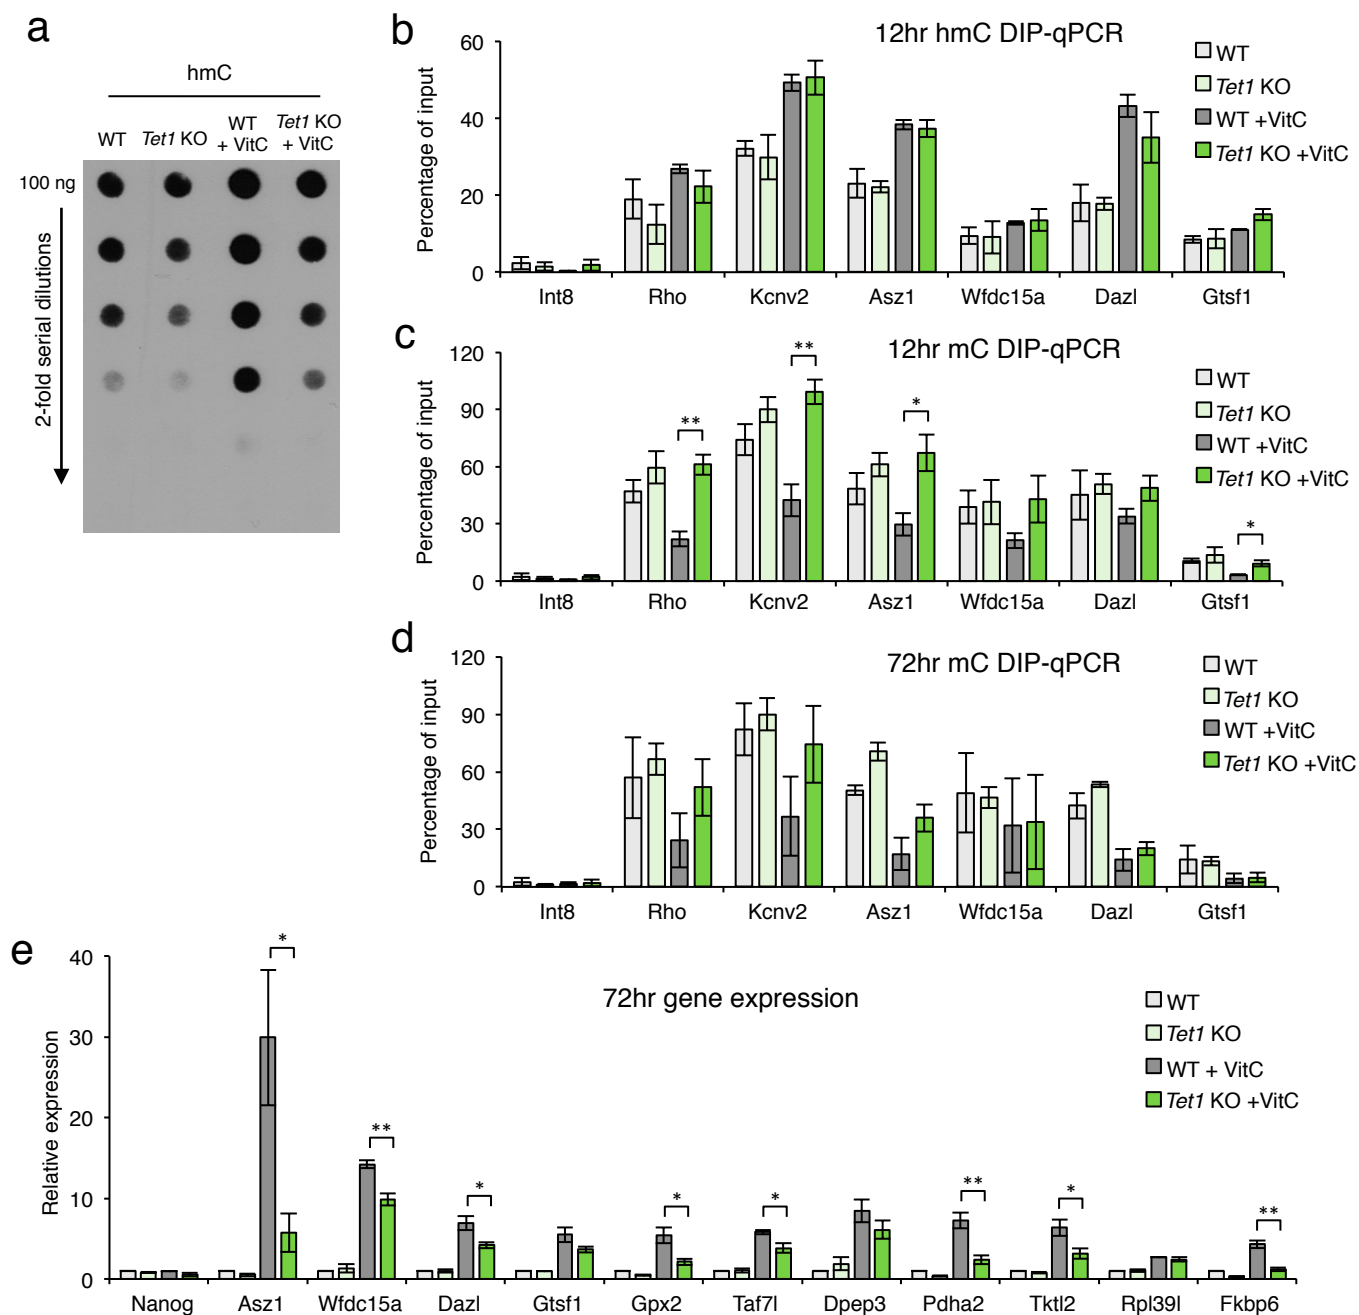 a
hmC
WT Tet1 KO WT + VitC Tet1 KO + VitC
100 ng
2-fold serial dilutions
b
12hr hmC DIP-qPCR
Percentage of input
60
40
20
0
Int8 Rho Kcnv2 Asz1 Wfdc15a Dazl Gtsf1
WT
Tet1 KO
WT +VitC
Tet1 KO +VitC
c
12hr mC DIP-qPCR
Percentage of input
120
90
60
30
0
** ** * *
Int8 Rho Kcnv2 Asz1 Wfdc15a Dazl Gtsf1
WT
Tet1 KO
WT +VitC
Tet1 KO +VitC
d
72hr mC DIP-qPCR
Percentage of input
120
90
60
30
0
Int8 Rho Kcnv2 Asz1 Wfdc15a Dazl Gtsf1
WT
Tet1 KO
WT +VitC
Tet1 KO +VitC
e
72hr gene expression
Relative expression
40
30
20
10
0
* ** * * * ** * **
Nanog Asz1 Wfdc15a Dazl Gtsf1 Gpx2 Taf7l Dpep3 Pdha2 Tktl2 Rpl39l Fkbp6
WT
Tet1 KO
WT + VitC
Tet1 KO +VitC